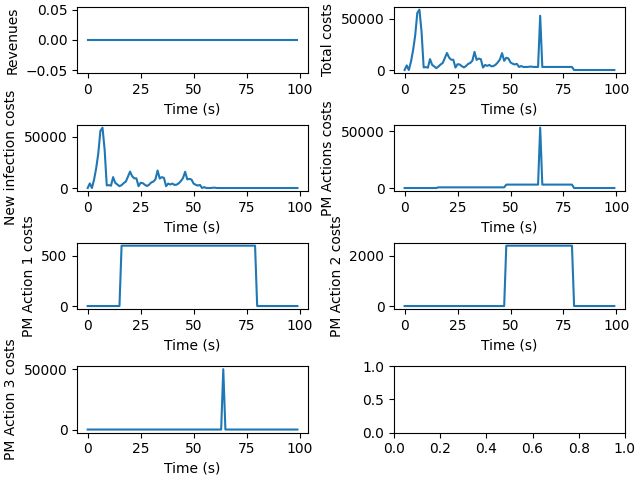 Revenues
0.05
0.00
−0.05
0 25 50 75 100
Time (s)
Total costs
50000
0
0 25 50 75 100
Time (s)
New infection costs
50000
0
0 25 50 75 100
Time (s)
PM Actions costs
50000
0
0 25 50 75 100
Time (s)
PM Action 1 costs
500
0
0 25 50 75 100
Time (s)
PM Action 2 costs
2000
0
0 25 50 75 100
Time (s)
PM Action 3 costs
50000
0
0 25 50 75 100
Time (s)
1.0
0.5
0.0
0.0 0.2 0.4 0.6 0.8 1.0